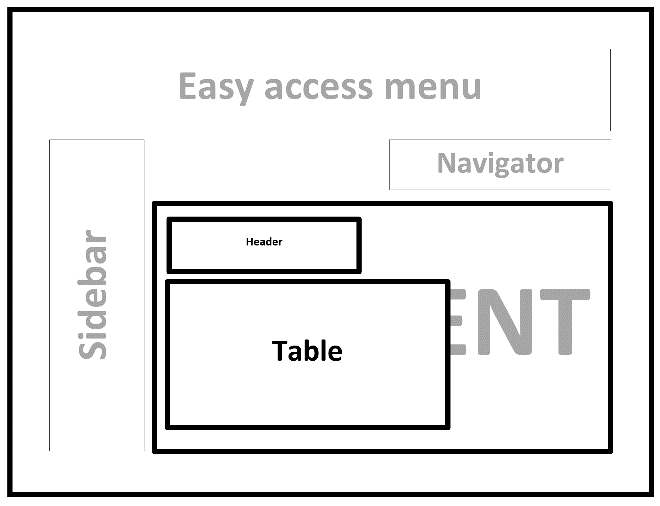 Easy access menu
Navigator
Sidebar
Header
Table
ENT